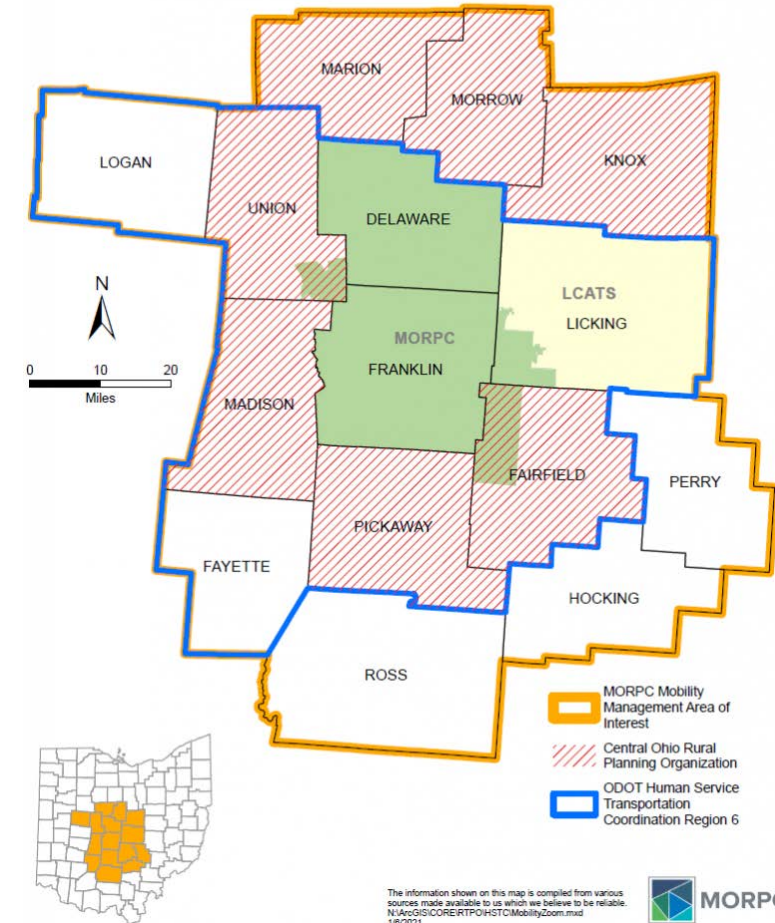 MARION
MORROW
LOGAN
KNOX
UNION
DELAWARE
N
LCATS
LICKING
MORPC
FRANKLIN
0 10 20
Miles
MADISON
FAIRFIELD
PERRY
PICKAWAY
FAYETTE
HOCKING
ROSS
MORPC Mobility
Management Area of
Interest
Central Ohio Rural
Planning Organization
ODOT Human Service
Transportation
Coordination Region 6
The information shown on this map is compiled from various
sources made available to us which we believe to be reliable.
N:\ArcGIS\CORE\RTPO\HSTC\MobilityZoom.mxd
1/6/2021
MORPC